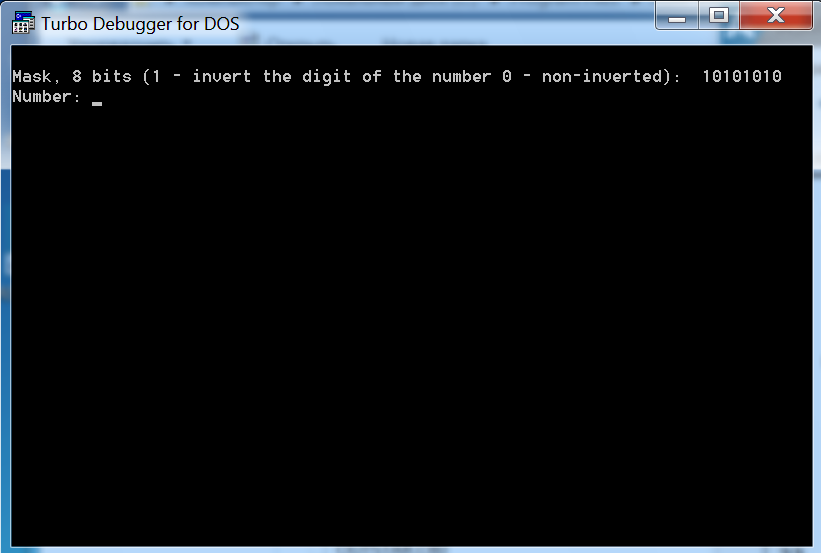 Turbo Debugger for DOS
Mask, 8 bits (1 - invert the digit of the number 0 - non-inverted):  10101010
Number: _